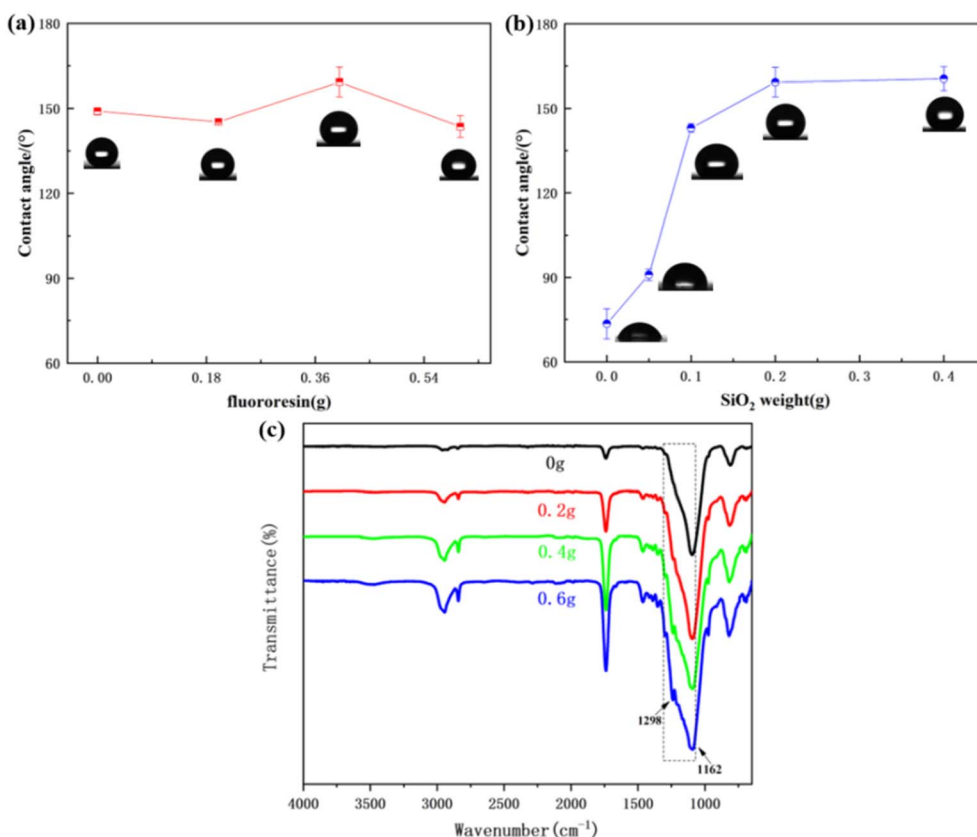 (a)
180
150
120
90
60
Contact angle/(°)
0.00
0.18
0.36
0.54
fluororesin(g)
(b)
180
150
120
90
60
Contact angle/(°)
0.0
0.1
0.2
0.3
0.4
SiO₂ weight(g)
(c)
0g
0.2g
0.4g
0.6g
1298
1162
Transmittance(%)
4000
3500
3000
2500
2000
1500
1000
Wavenumber(cm⁻¹)